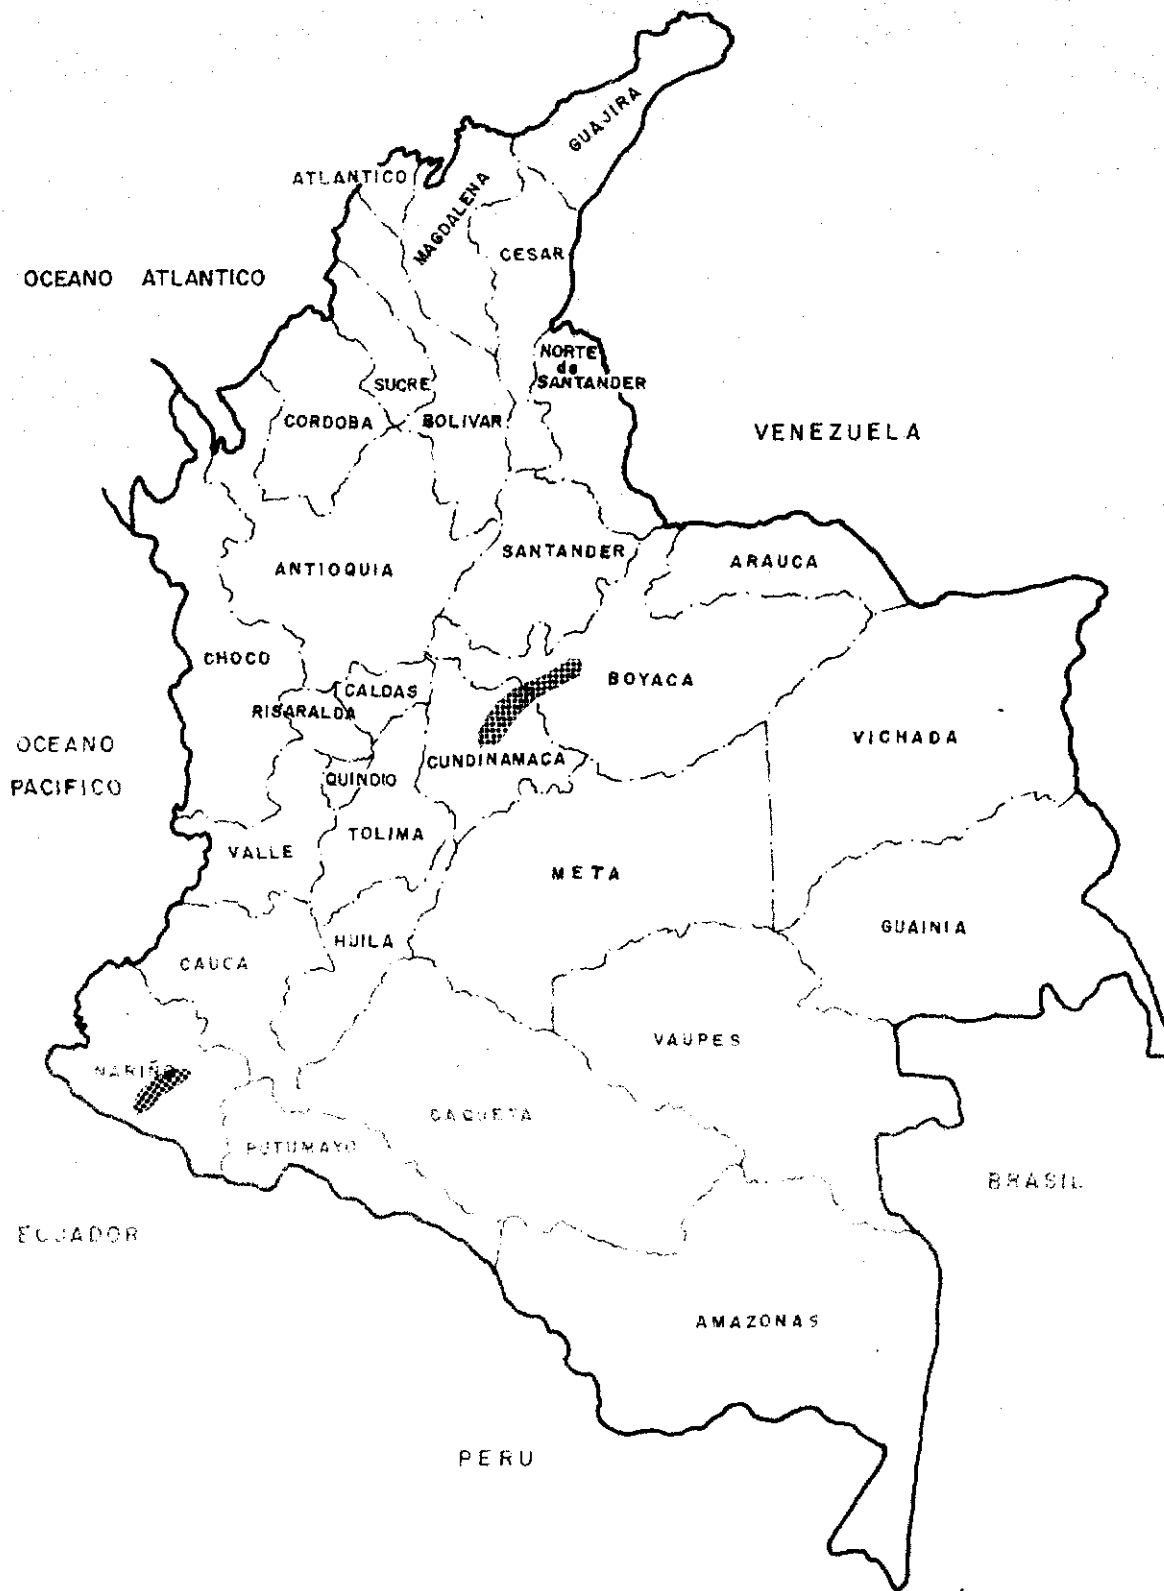 GUAJIRA
ATLANTICO
MAGDALENA
CESAR
OCEANO ATLANTICO
NORTE
de
SANTANDER
SUCRE
CORDOBA
BOLIVAR
VENEZUELA
SANTANDER
ARAUCA
ANTIOQUIA
CHOCO
BOYACA
CALDAS
RISARALDA
OCEANO
PACIFICO
VICHADA
CUNDINAMACA
QUINDIO
TOLIMA
VALLE
META
GUAINIA
HUILA
CAUCA
VAUPES
NARIÑO
CAQUETA
PUTUMAYO
BRASIL
ECUADOR
AMAZONAS
PERU